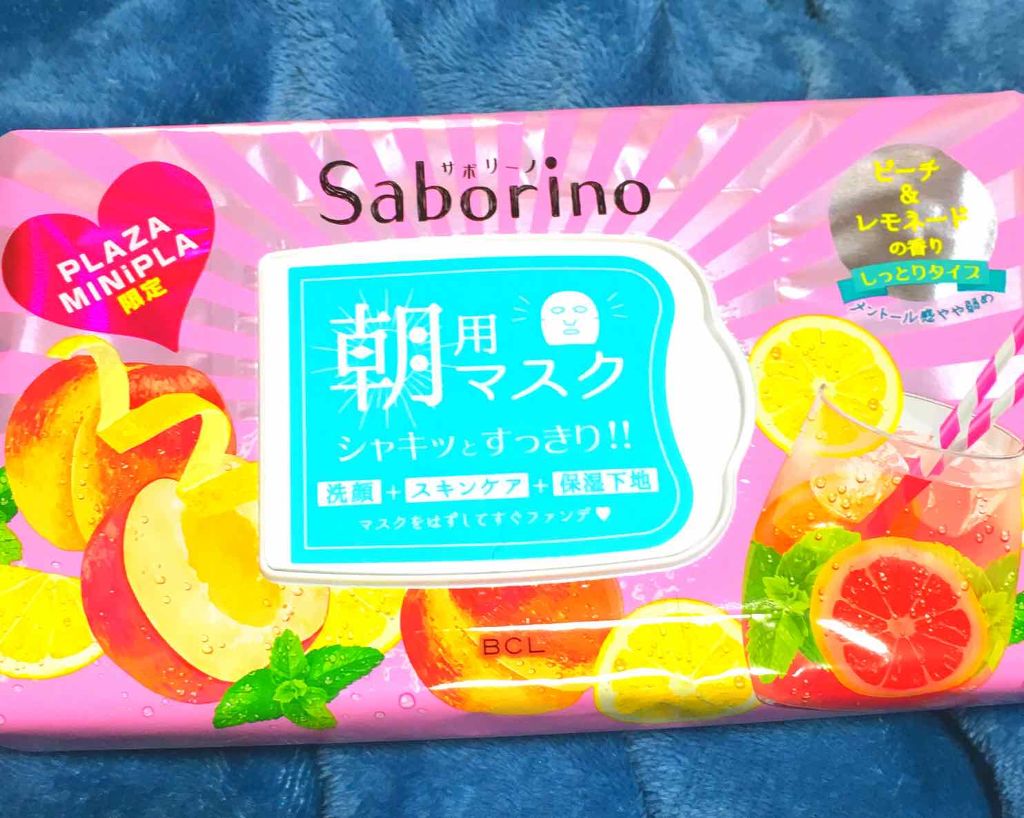 サボリーノ
Saborino
PLAZA
MINiPLA
限定
ピーチ
&
レモネード
の香り
しっとりタイプ
メントール感やや弱め
朝用
マスク
シャキッとすっきり!!
洗顔+スキンケア+保湿下地
マスクをはずしてすぐファンデ♥
BCL